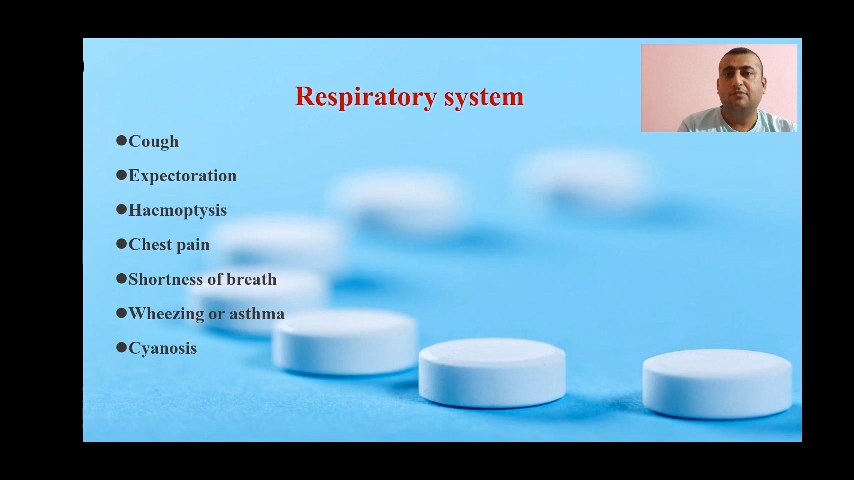 Respiratory system
●Cough
●Expectoration
●Haemoptysis
●Chest pain
●Shortness of breath
●Wheezing or asthma
●Cyanosis